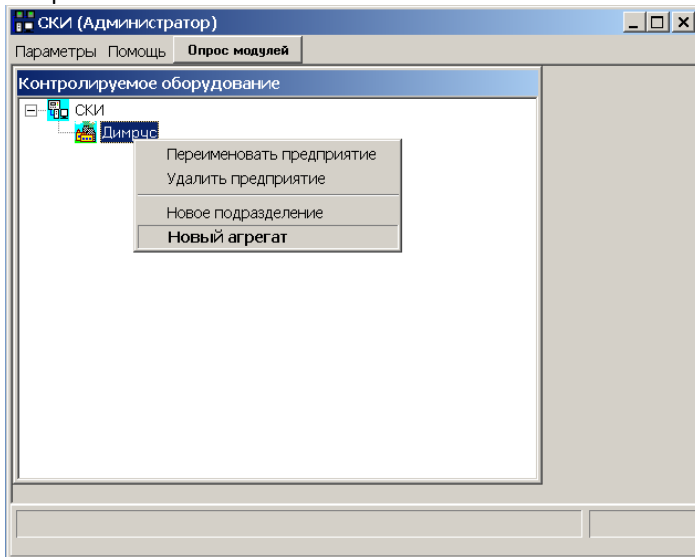 СКИ (Администратор)
Параметры Помощь Опрос модулей
Контролируемое оборудование
СКИ
Димрус
Переименовать предприятие
Удалить предприятие
Новое подразделение
Новый агрегат